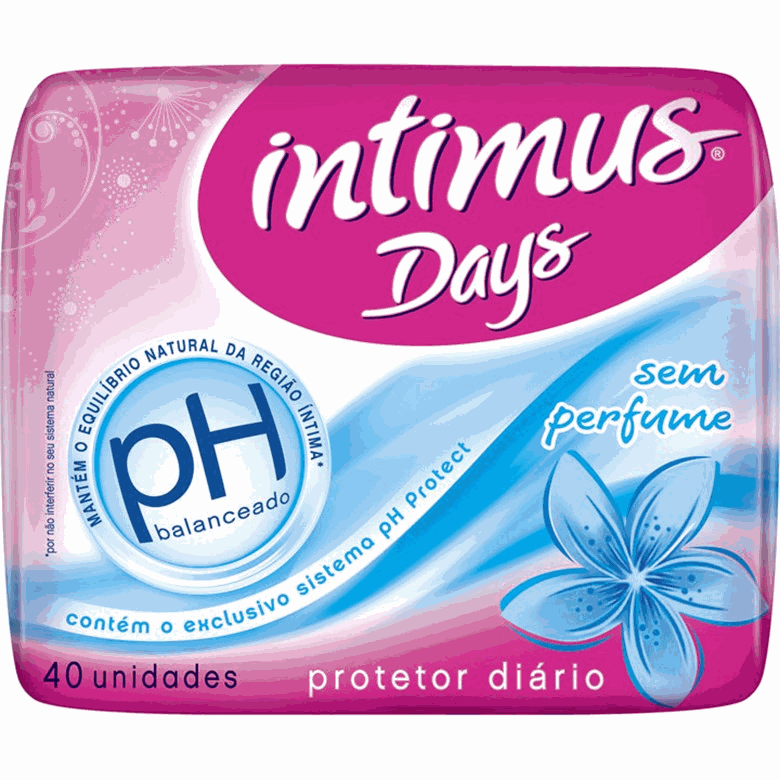 intimus®
Days
sem
perfume
MANTÉM O EQUILÍBRIO NATURAL DA REGIÃO ÍNTIMA*
pH
balanceado
*por não interferir no seu sistema natural
contém o exclusivo sistema pH Protect
40 unidades
protetor diário